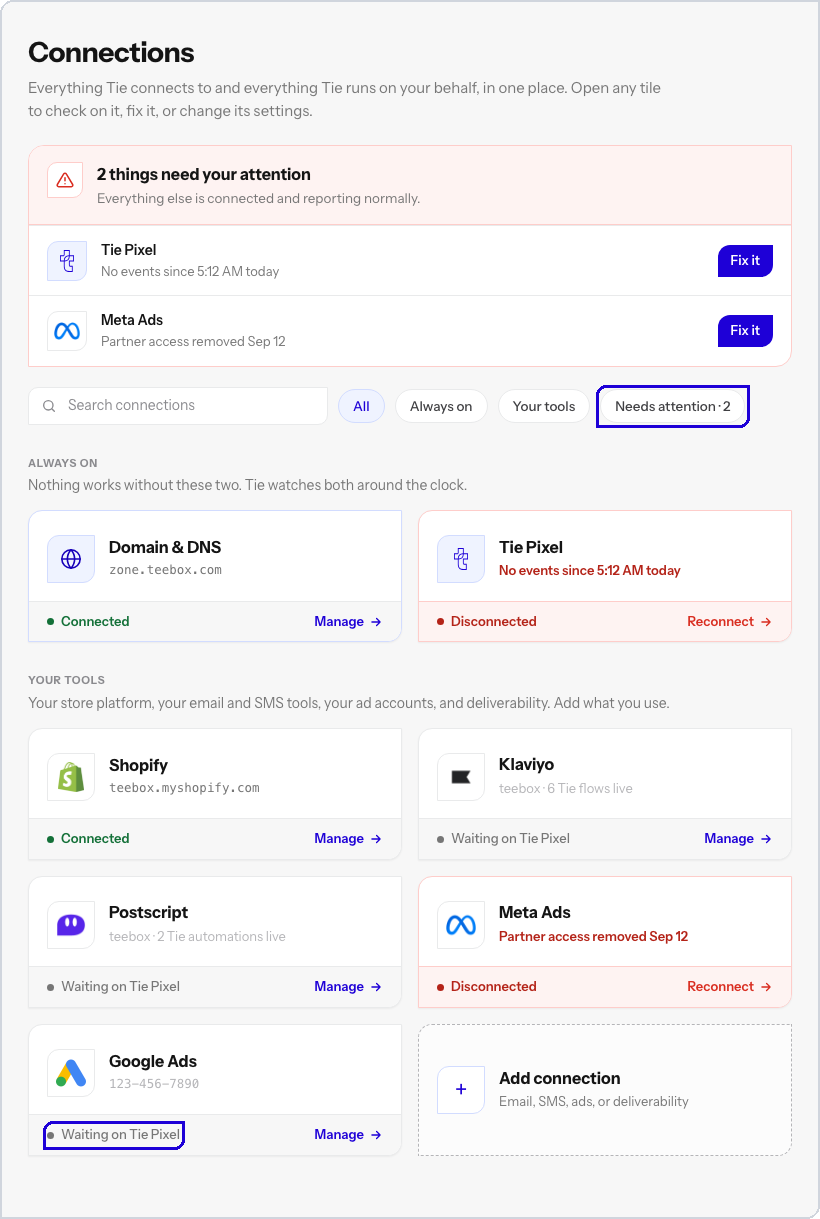 Connections
Everything Tie connects to and everything Tie runs on your behalf, in one place. Open any tile
to check on it, fix it, or change its settings.
2 things need your attention
Everything else is connected and reporting normally.
Tie Pixel
No events since 5:12 AM today
Fix it
Meta Ads
Partner access removed Sep 12
Fix it
Search connections
All
Always on
Your tools
Needs attention · 2
ALWAYS ON
Nothing works without these two. Tie watches both around the clock.
Domain & DNS
zone.teebox.com
Connected
Manage →
Tie Pixel
No events since 5:12 AM today
Disconnected
Reconnect →
YOUR TOOLS
Your store platform, your email and SMS tools, your ad accounts, and deliverability. Add what you use.
Shopify
teebox.myshopify.com
Connected
Manage →
Klaviyo
teebox · 6 Tie flows live
Waiting on Tie Pixel
Manage →
Postscript
teebox · 2 Tie automations live
Waiting on Tie Pixel
Manage →
Meta Ads
Partner access removed Sep 12
Disconnected
Reconnect →
Google Ads
123–456–7890
Waiting on Tie Pixel
Manage →
Add connection
Email, SMS, ads, or deliverability